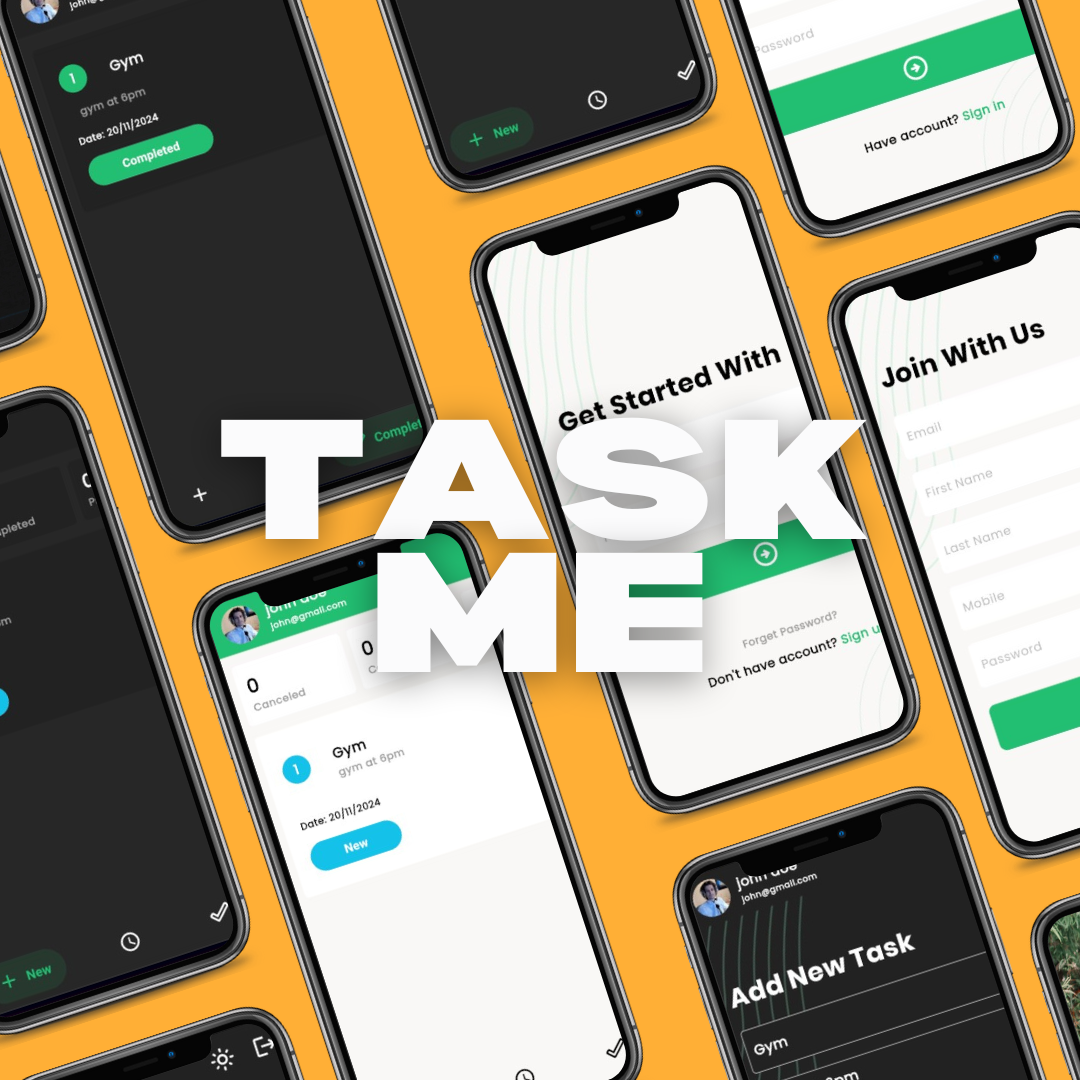 1
Gym
gym at 6pm
Date: 20/11/2024
Completed
New
Password
Have account? Sign in
Get Started With
Join With Us
Email
First Name
Last Name
Mobile
Password
TASK
ME
john doe
john@gmail.com
0
Canceled
0
1
Gym
gym at 6pm
Date: 20/11/2024
New
Forget Password?
Don't have account? Sign u
New
john doe
john@gmail.com
Add New Task
Gym